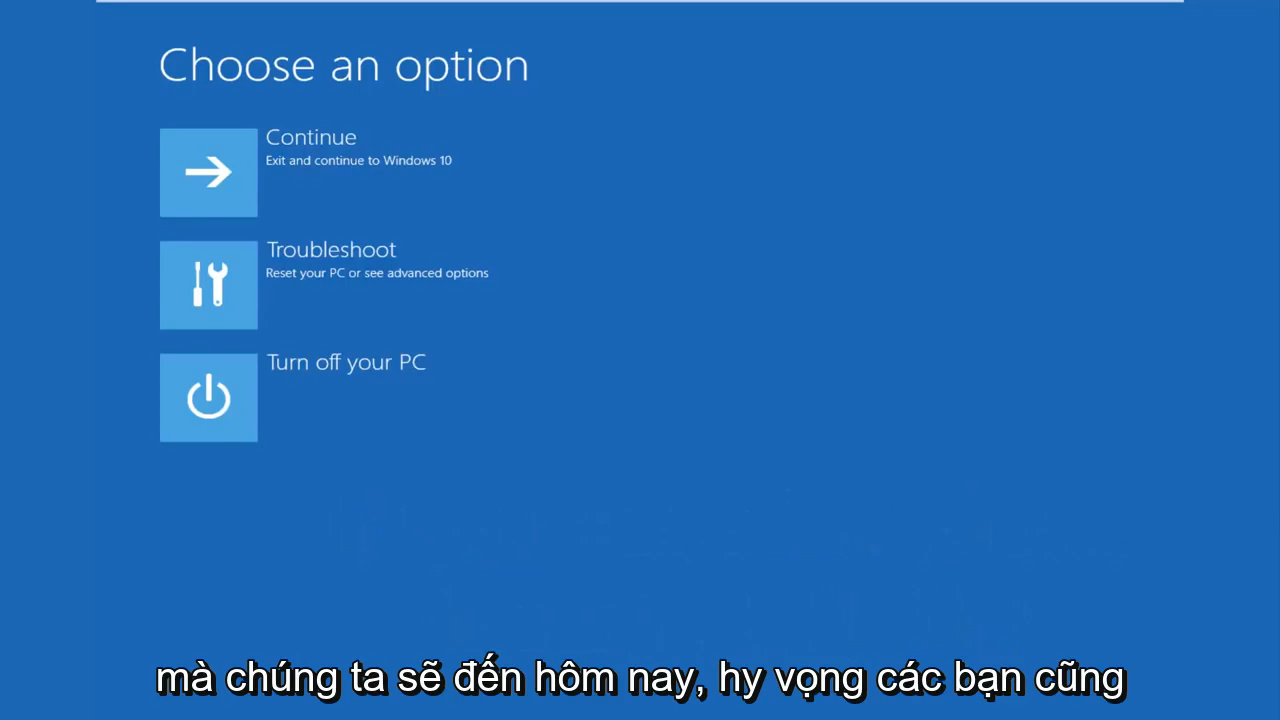 Choose an option
Continue
Exit and continue to Windows 10
Troubleshoot
Reset your PC or see advanced options
Turn off your PC
mà chúng ta sẽ đến hôm nay, hy vọng các bạn cũng